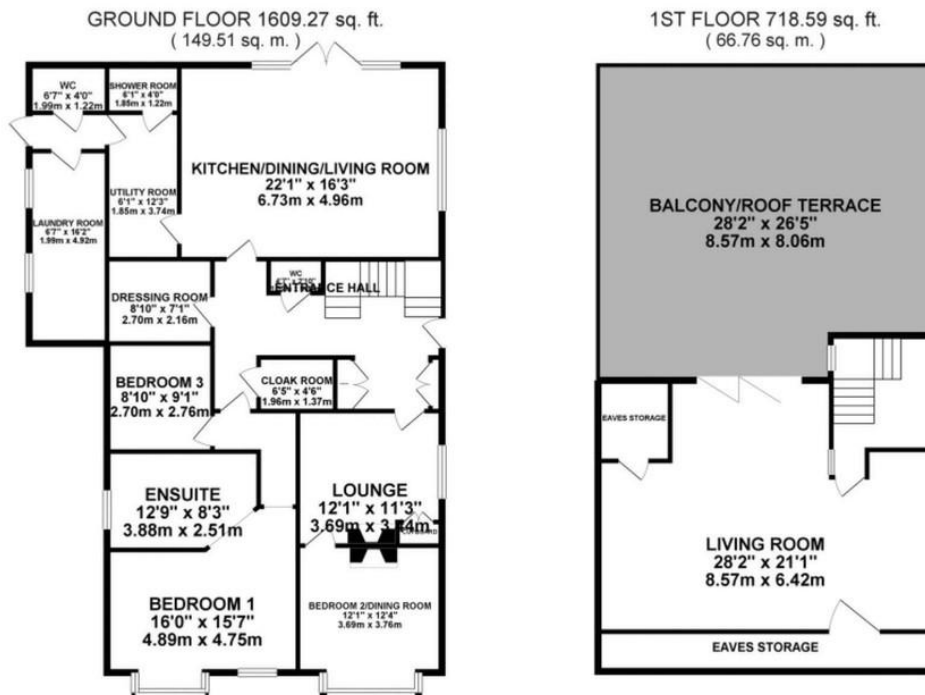 GROUND FLOOR 1609.27 sq. ft.
( 149.51 sq. m. )
WC
6'7" x 4'0"
1.99m x 1.22m
SHOWER ROOM
6'1" x 4'0"
1.85m x 1.22m
KITCHEN/DINING/LIVING ROOM
22'1" x 16'3"
6.73m x 4.96m
UTILITY ROOM
6'1" x 12'3"
1.85m x 3.74m
LAUNDRY ROOM
6'7" x 16'2"
1.99m x 4.92m
WC
ENTRANCE HALL
DRESSING ROOM
8'10" x 7'1"
2.70m x 2.16m
BEDROOM 3
8'10" x 9'1"
2.70m x 2.76m
CLOAK ROOM
6'5" x 4'6"
1.96m x 1.37m
ENSUITE
12'9" x 8'3"
3.88m x 2.51m
LOUNGE
12'1" x 11'3"
3.69m x
CUPBOARD
BEDROOM 1
16'0" x 15'7"
4.89m x 4.75m
BEDROOM 2/DINING ROOM
12'1" x 12'4"
3.69m x 3.76m
1ST FLOOR 718.59 sq. ft.
( 66.76 sq. m. )
BALCONY/ROOF TERRACE
28'2" x 26'5"
8.57m x 8.06m
EAVES STORAGE
LIVING ROOM
28'2" x 21'1"
8.57m x 6.42m
EAVES STORAGE